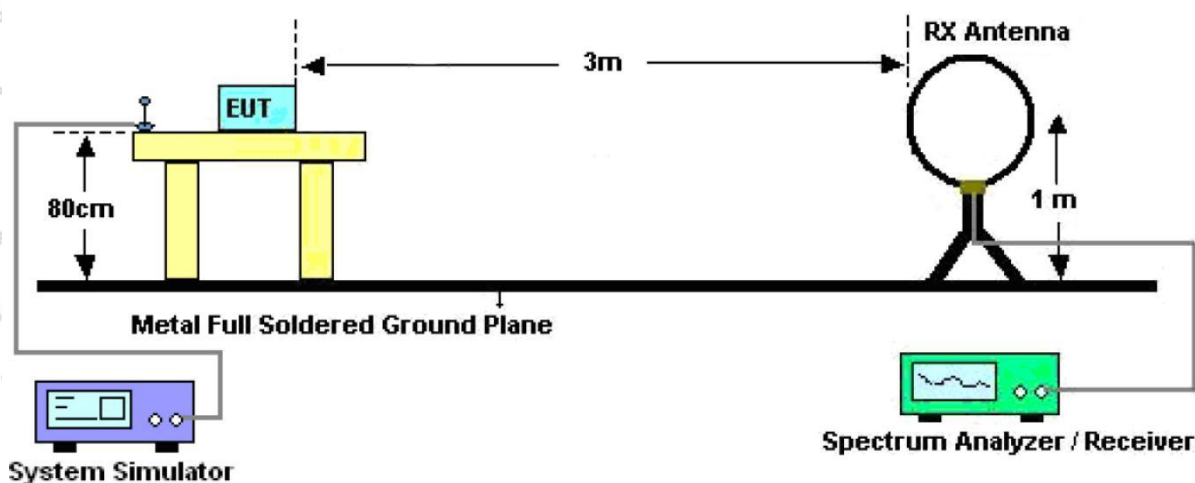 RX Antenna
3m
EUT
80cm
1 m
Metal Full Soldered Ground Plane
System Simulator
Spectrum Analyzer / Receiver